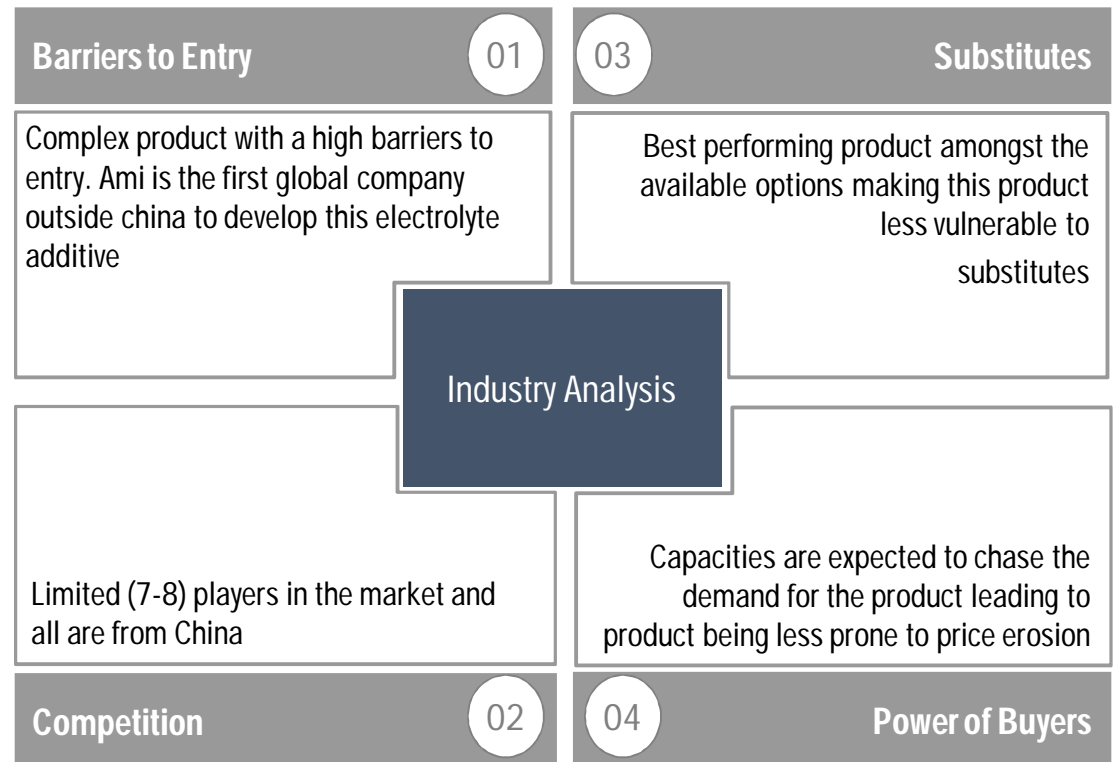 Barriers to Entry
01
Complex product with a high barriers to
entry. Ami is the first global company
outside china to develop this electrolyte
additive
03
Substitutes
Best performing product amongst the
available options making this product
less vulnerable to
substitutes
Industry Analysis
Limited (7-8) players in the market and
all are from China
Competition
02
Capacities are expected to chase the
demand for the product leading to
product being less prone to price erosion
04
Power of Buyers